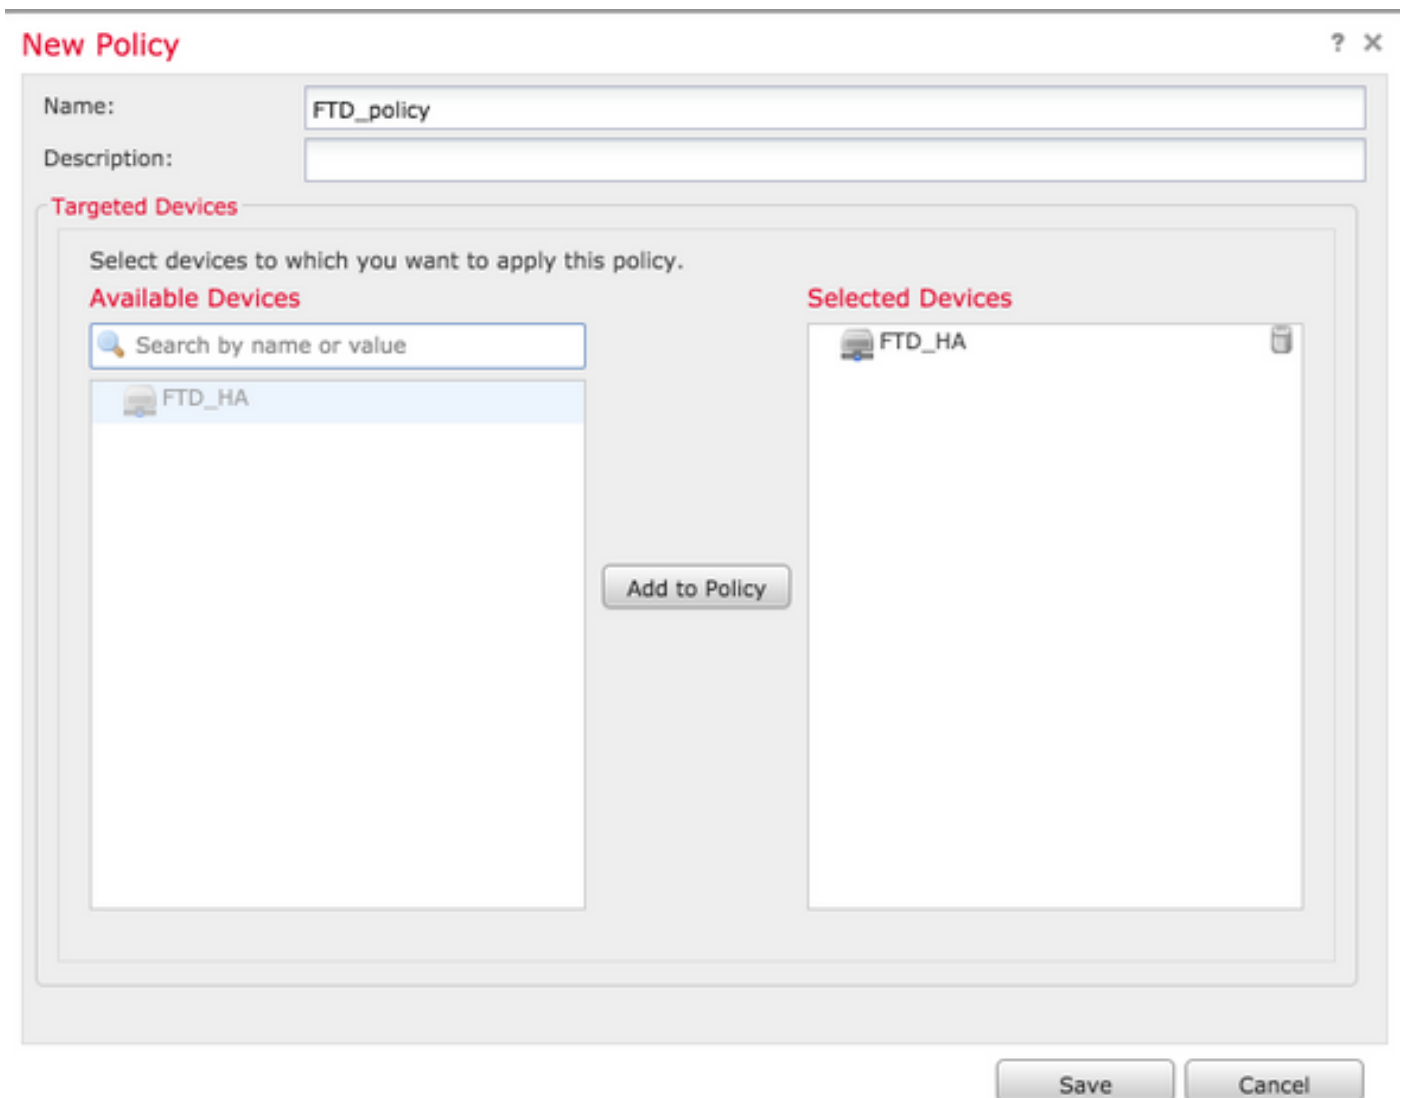 New Policy
? ×
Name:
FTD_policy
Description:
Targeted Devices
Select devices to which you want to apply this policy.
Available Devices
Selected Devices
Search by name or value
FTD_HA
FTD_HA
Add to Policy
Save
Cancel